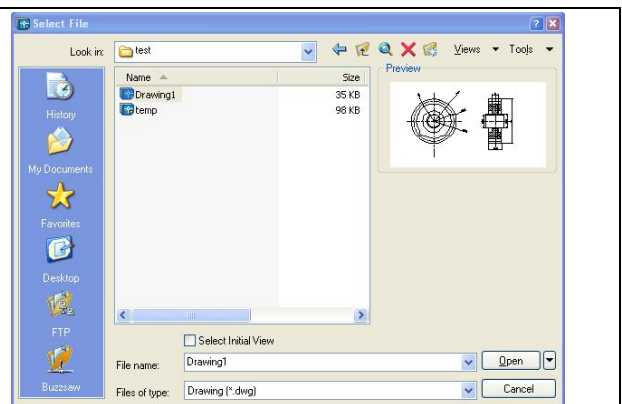 Select File
Look in: test Views Tools
Name Size Preview
Drawing1 35 KB
temp 98 KB
History
My Documents
Favorites
Desktop
FTP
Buzzsaw
Select Initial View
File name: Drawing1 Open
Files of type: Drawing (*.dwg) Cancel